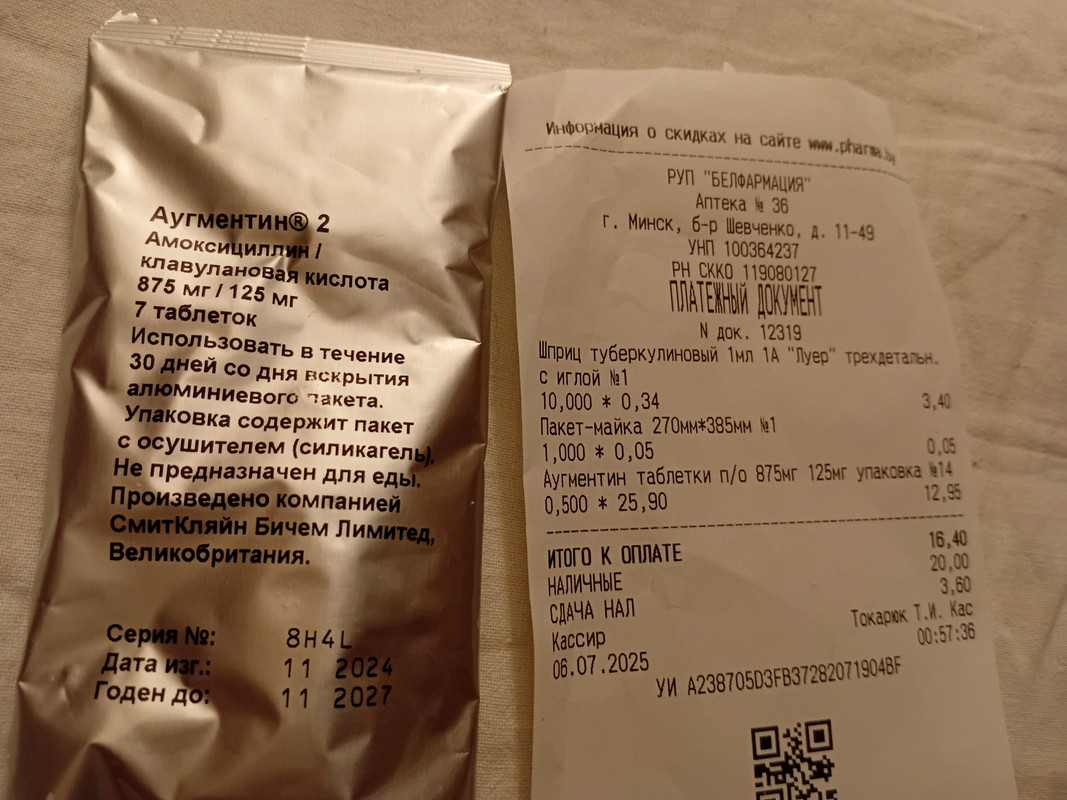 Аугментин® 2
Амоксициллин /
клавулановая кислота
875 мг / 125 мг
7 таблеток
Использовать в течение
30 дней со дня вскрытия
алюминиевого пакета.
Упаковка содержит пакет
с осушителем (силикагель).
Не предназначен для еды.
Произведено компанией
СмитКляйн Бичем Лимитед,
Великобритания.
Серия №: 8H4L
Дата изг.: 11 2024
Годен до: 11 2027
Информация о скидках на сайте www.pharma.by
РУП "БЕЛФАРМАЦИЯ"
Аптека № 36
г. Минск, б-р Шевченко, д. 11-49
УНП 100364237
РН СККО 119080127
ПЛАТЕЖНЫЙ ДОКУМЕНТ
N док. 12319
Шприц туберкулиновый 1мл 1А "Луер" трехдетальн.
с иглой №1
10,000 * 0,34 3,40
Пакет-майка 270мм*385мм №1
1,000 * 0,05 0,05
Аугментин таблетки п/о 875мг 125мг упаковка №14
0,500 * 25,90 12,95
ИТОГО К ОПЛАТЕ 16,40
НАЛИЧНЫЕ 20,00
СДАЧА НАЛ 3,60
Кассир Токарюк Т.И. Кас
06.07.2025 00:57:36
УИ A238705D3FB37282071904BF